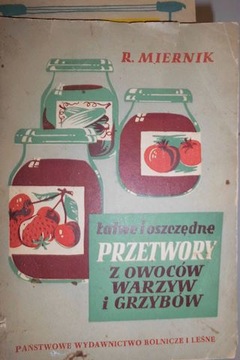 R. MIERNIK
Łatwe i oszczędne
PRZETWORY
Z OWOCÓW
WARZYW
i GRZYBÓW
PAŃSTWOWE WYDAWNICTWO ROLNICZE I LEŚNE